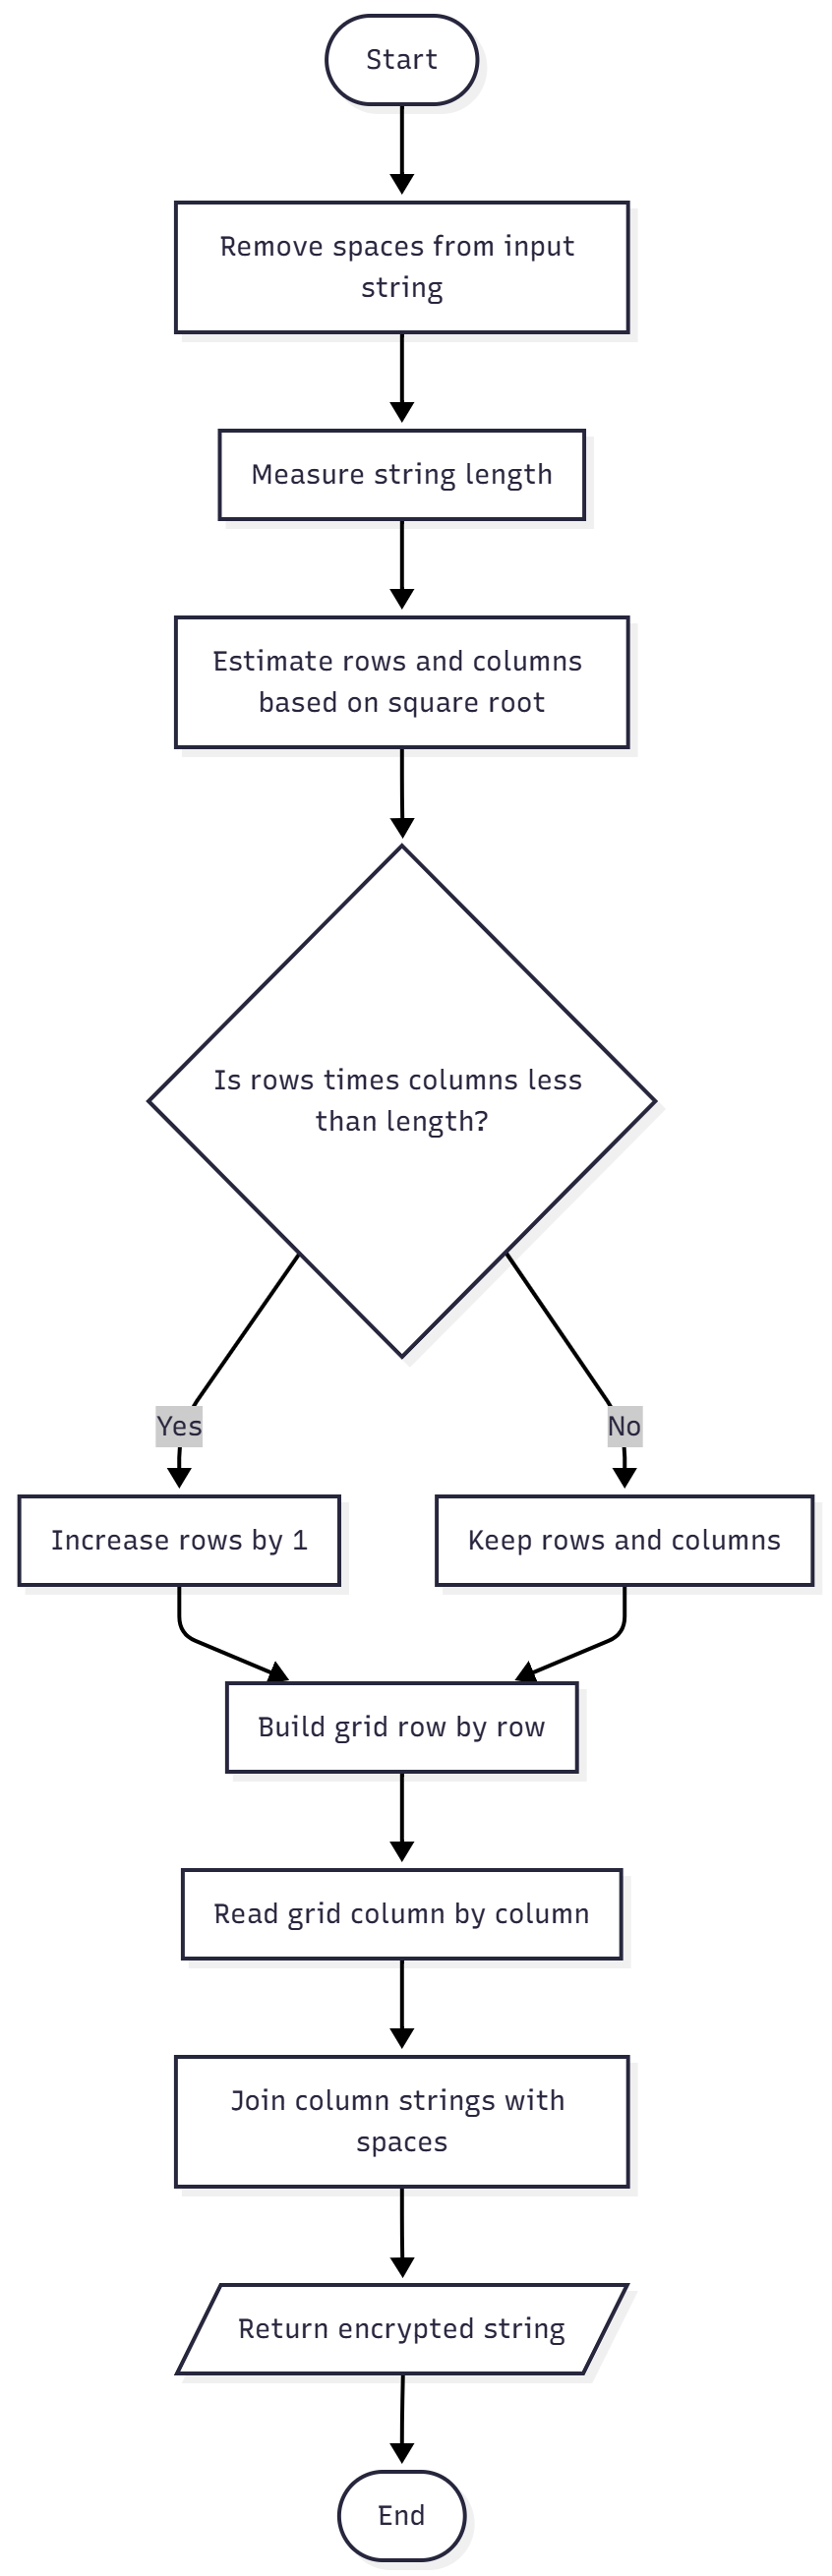 Start
Remove spaces from input
string
Measure string length
Estimate rows and columns
based on square root
Is rows times columns less
than length?
Yes
No
Increase rows by 1
Keep rows and columns
Build grid row by row
Read grid column by column
Join column strings with
spaces
Return encrypted string
End